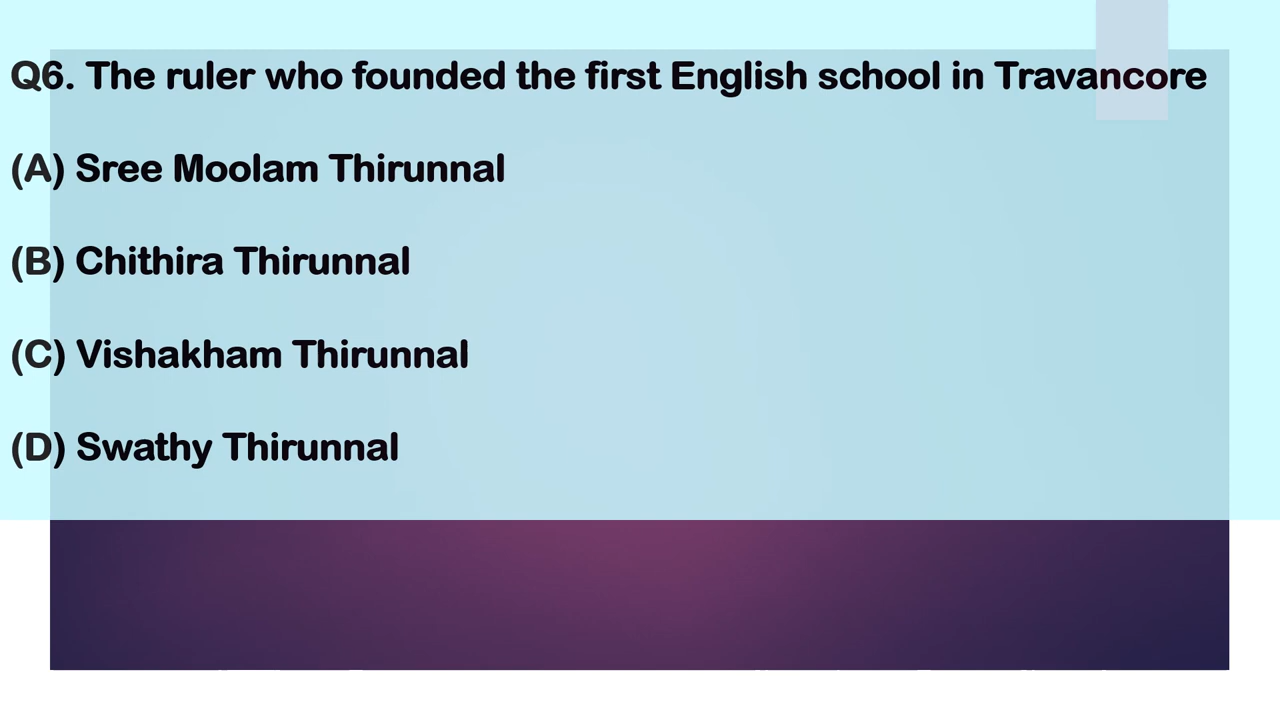 Q6. The ruler who founded the first English school in Travancore
(A) Sree Moolam Thirunnal
(B) Chithira Thirunnal
(C) Vishakham Thirunnal
(D) Swathy Thirunnal